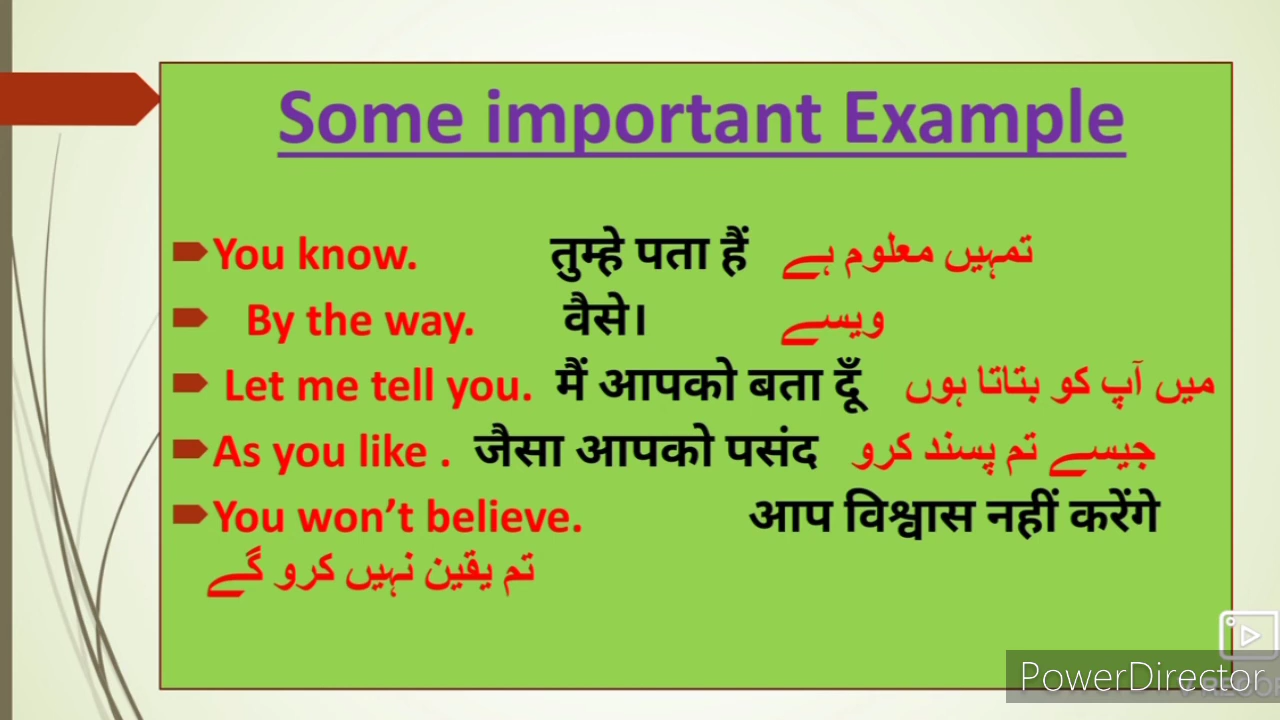 Some important Example
You know. तुम्हे पता हैं تمہیں معلوم ہے
By the way. वैसे। ویسے
Let me tell you. मैं आपको बता दूँ میں آپ کو بتاتا ہوں
As you like . जैसा आपको पसंद جیسے تم پسند کرو
You won’t believe. आप विश्वास नहीं करेंगे
تم یقین نہیں کرو گے
PowerDirector